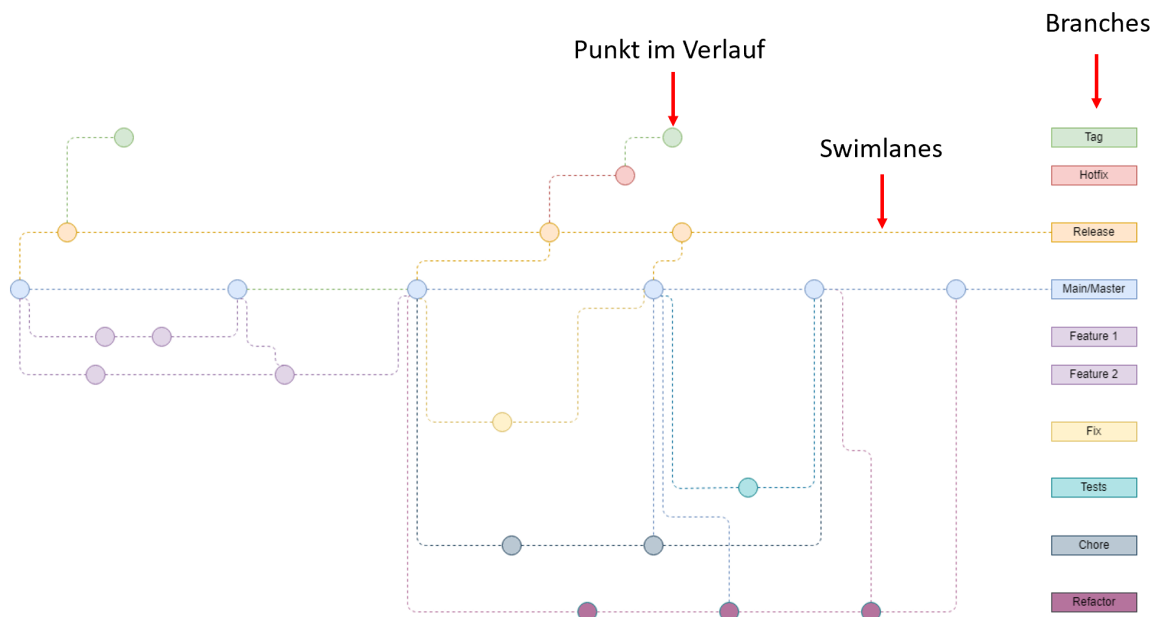 Branches
Punkt im Verlauf
Swimlanes
Tag
Hotfix
Release
Main/Master
Feature 1
Feature 2
Fix
Tests
Chore
Refactor